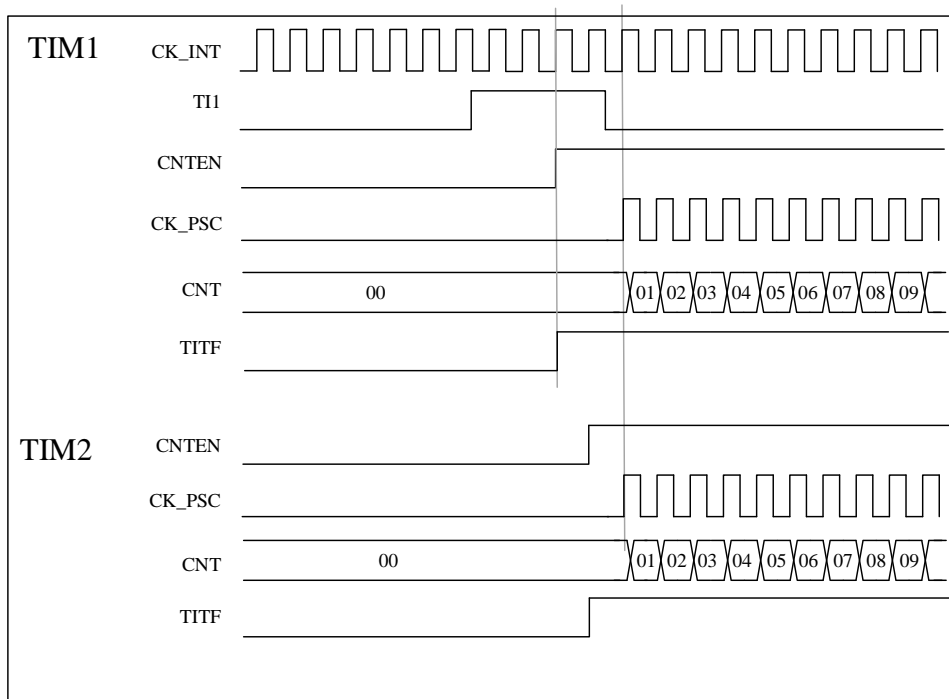 TIM1
CK_INT
TI1
CNTEN
CK_PSC
CNT 00 01 02 03 04 05 06 07 08 09
TITF
TIM2
CNTEN
CK_PSC
CNT 00 01 02 03 04 05 06 07 08 09
TITF